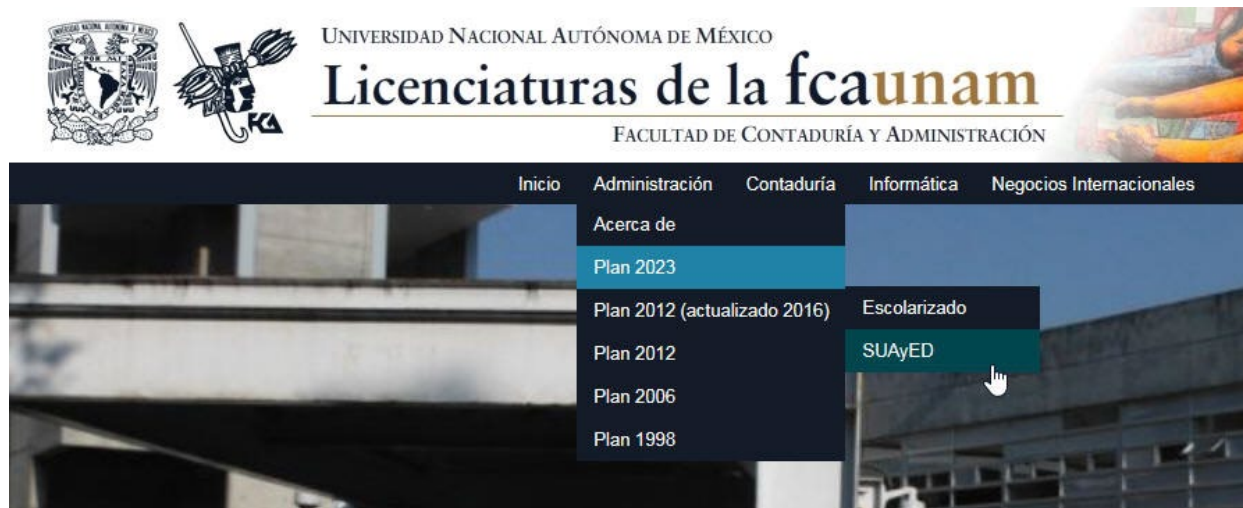 UNIVERSIDAD NACIONAL AUTÓNOMA DE MÉXICO
Licenciaturas de la fcaunam
FACULTAD DE CONTADURÍA Y ADMINISTRACIÓN
FCA
Inicio Administración Contaduría Informática Negocios Internacionales
Acerca de
Plan 2023
Plan 2012 (actualizado 2016)
Plan 2012
Plan 2006
Plan 1998
Escolarizado
SUAyED